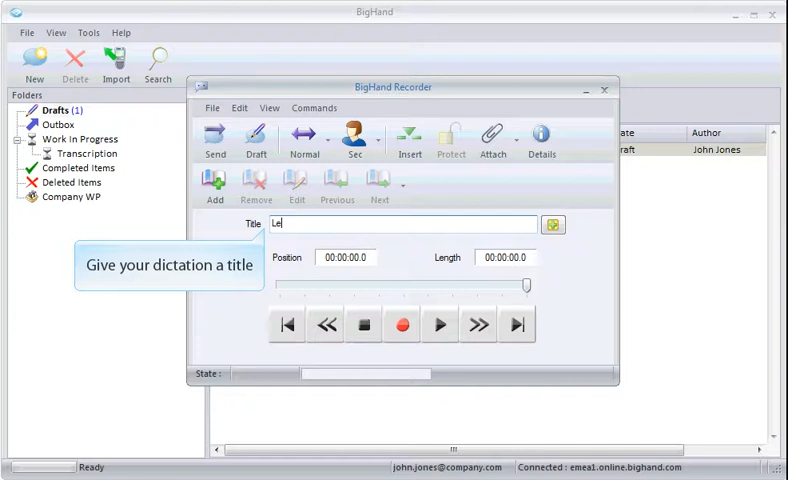 BigHand
File View Tools Help
New Delete Import Search
Folders
Drafts (1)
Outbox
Work In Progress
Transcription
Completed Items
Deleted Items
Company WP
ate Author
raft John Jones
BigHand Recorder
File Edit View Commands
Send Draft Normal Sec Insert Protect Attach Details
Add Remove Edit Previous Next
Title Le
Give your dictation a title
Position 00:00:00.0 Length 00:00:00.0
State :
Ready john.jones@company.com Connected : emea1.online.bighand.com